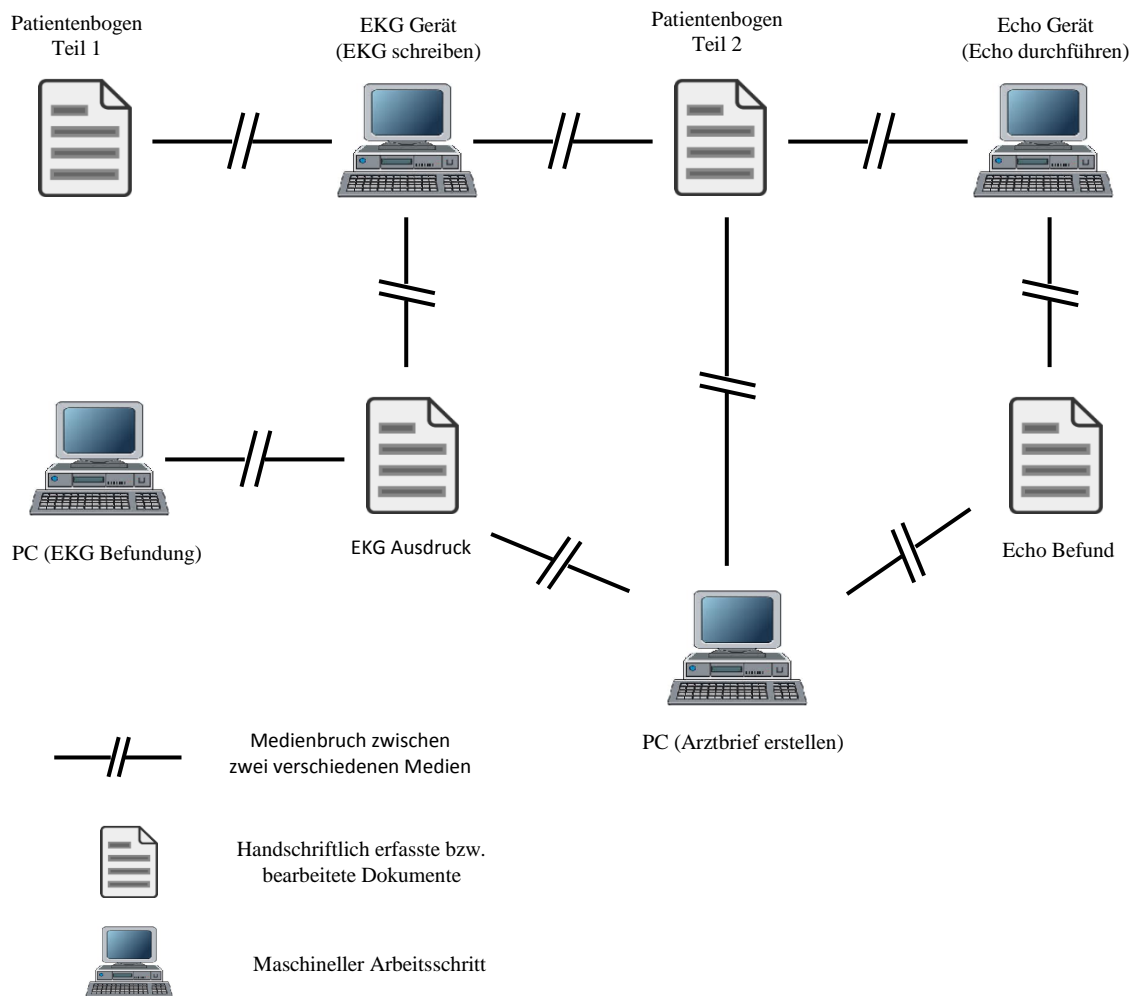 Patientenbogen
Teil 1
EKG Gerät
(EKG schreiben)
Patientenbogen
Teil 2
Echo Gerät
(Echo durchführen)
PC (EKG Befundung)
EKG Ausdruck
Echo Befund
PC (Arztbrief erstellen)
Medienbruch zwischen
zwei verschiedenen Medien
Handschriftlich erfasste bzw.
bearbeitete Dokumente
Maschineller Arbeitsschritt